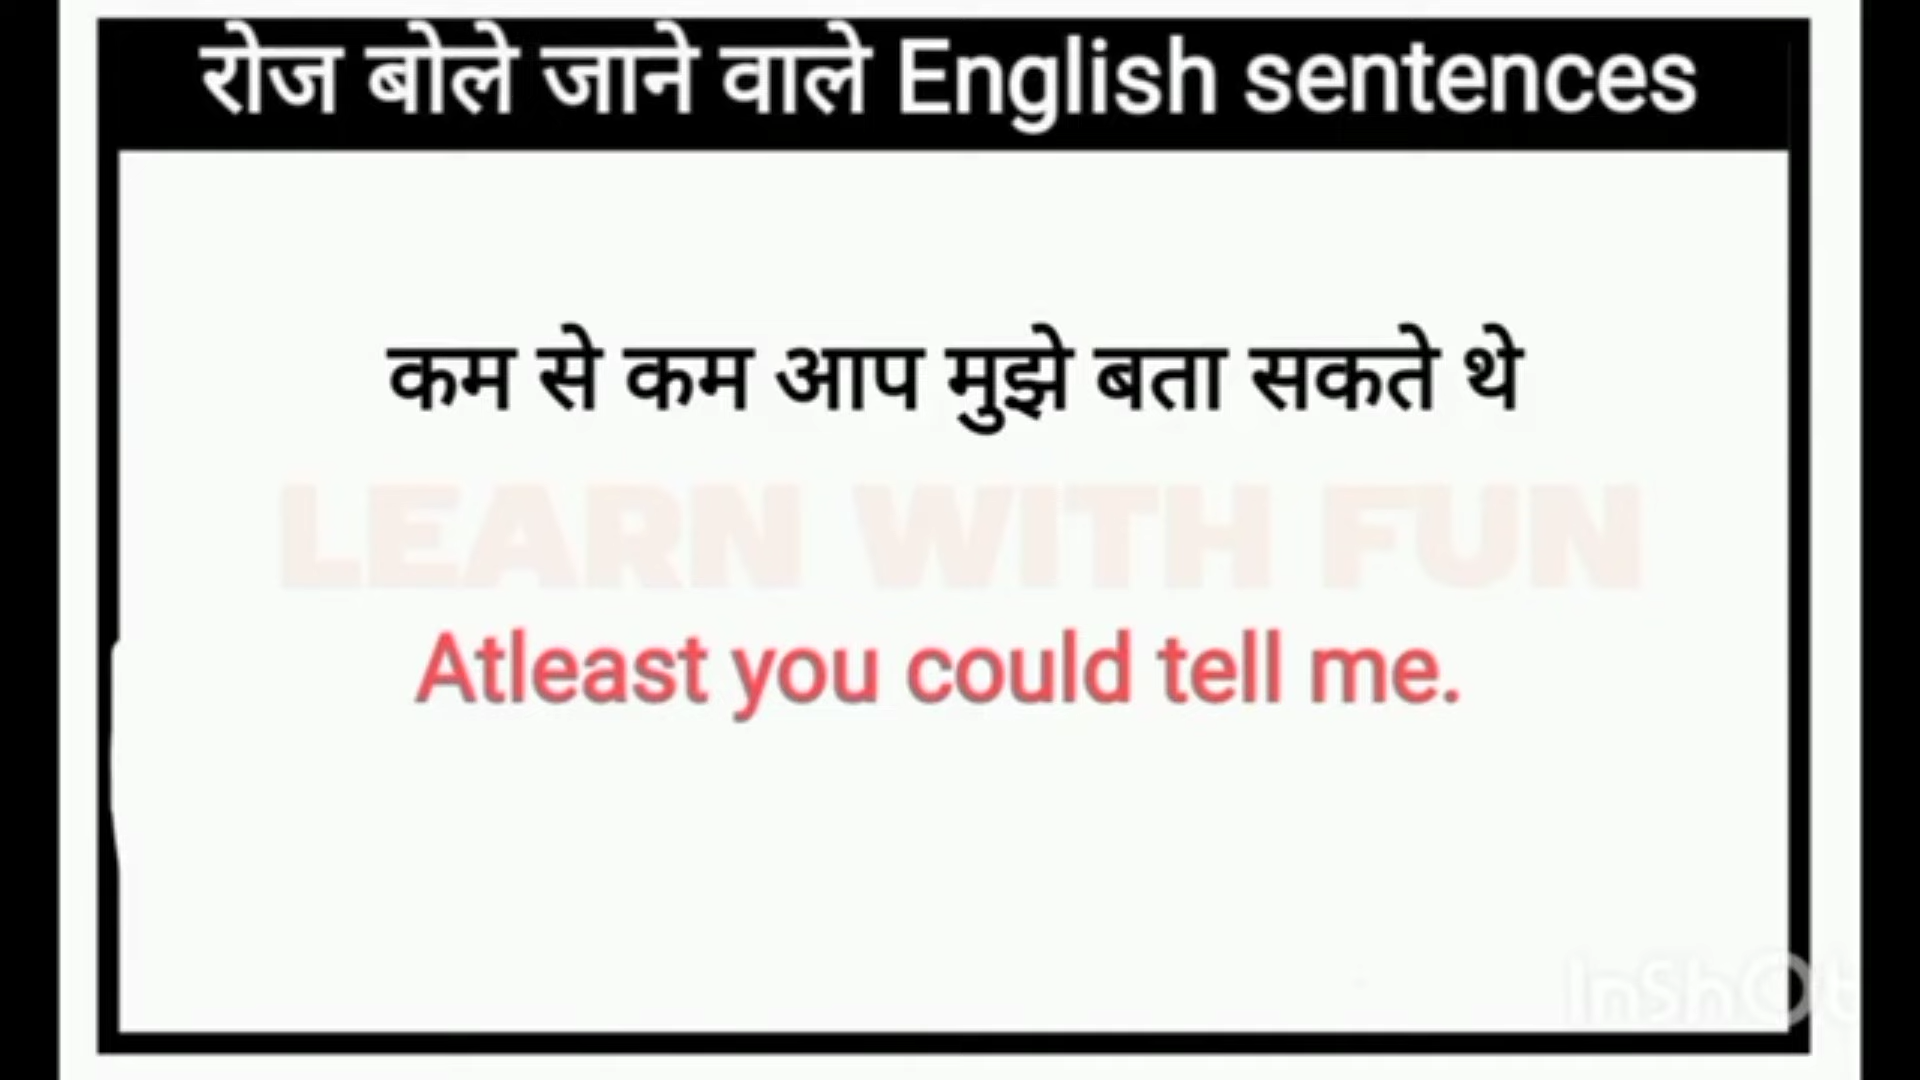 रोज बोले जाने वाले English sentences
कम से कम आप मुझे बता सकते थे
LEARN WITH FUN
Atleast you could tell me.
InShOt